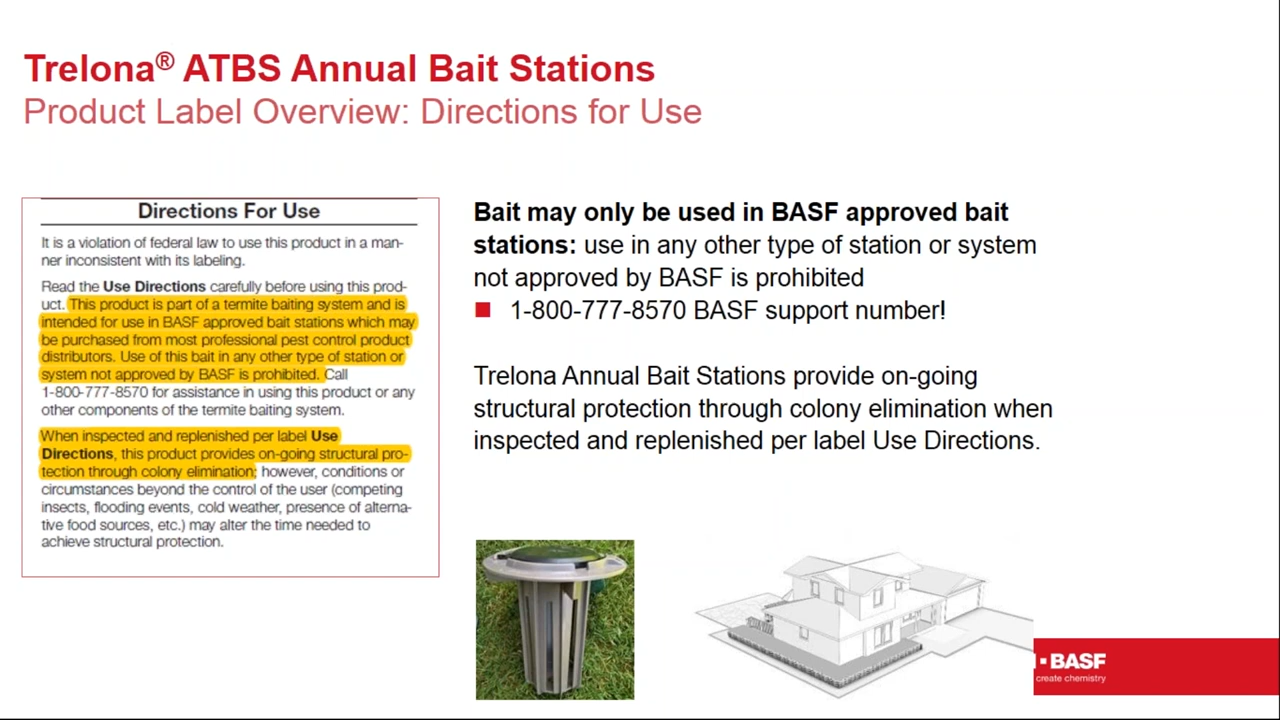 Trelona® ATBS Annual Bait Stations
Product Label Overview: Directions for Use
Directions For Use
It is a violation of federal law to use this product in a man-
ner inconsistent with its labeling.
Read the Use Directions carefully before using this prod-
uct. This product is part of a termite baiting system and is
intended for use in BASF approved bait stations which may
be purchased from most professional pest control product
distributors. Use of this bait in any other type of station or
system not approved by BASF is prohibited. Call
1-800-777-8570 for assistance in using this product or any
other components of the termite baiting system.
When inspected and replenished per label Use
Directions, this product provides on-going structural pro-
tection through colony elimination; however, conditions or
circumstances beyond the control of the user (competing
insects, flooding events, cold weather, presence of alterna-
tive food sources, etc.) may alter the time needed to
achieve structural protection.
Bait may only be used in BASF approved bait
stations: use in any other type of station or system
not approved by BASF is prohibited
1-800-777-8570 BASF support number!
Trelona Annual Bait Stations provide on-going
structural protection through colony elimination when
inspected and replenished per label Use Directions.
BASF
create chemistry